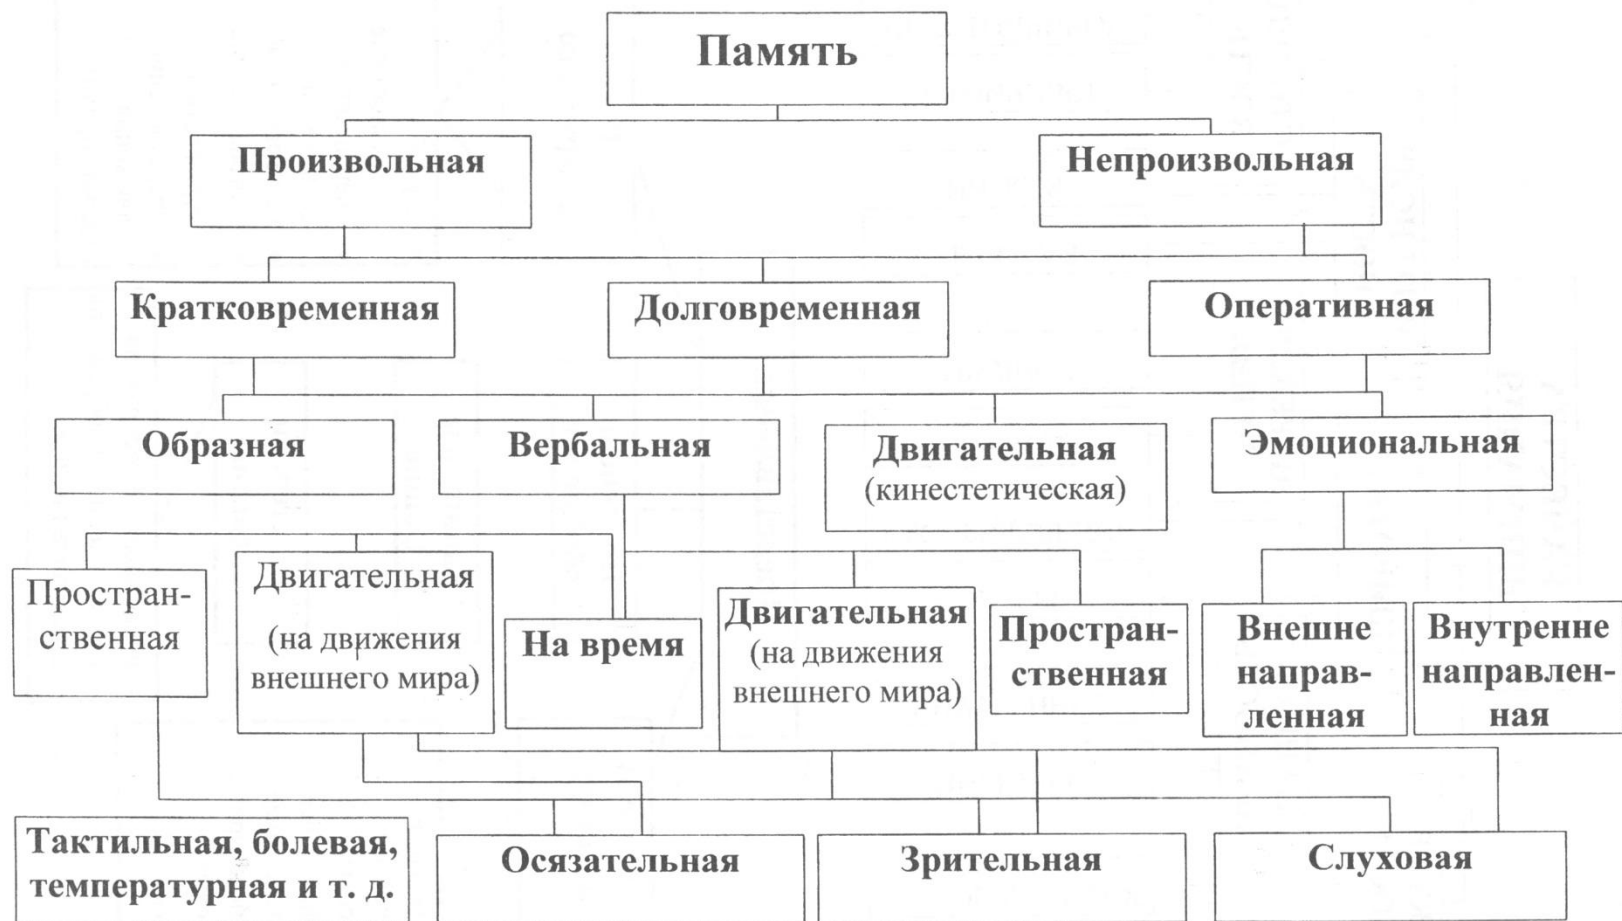 Память
Произвольная
Непроизвольная
Кратковременная
Долговременная
Оперативная
Образная
Вербальная
Двигательная
(кинестетическая)
Эмоциональная
Простран-
ственная
Двигательная
(на движения
внешнего мира)
На время
Двигательная
(на движения
внешнего мира)
Простран-
ственная
Внешне
направ-
ленная
Внутренне
направлен-
ная
Тактильная, болевая,
температурная и т. д.
Осязательная
Зрительная
Слуховая